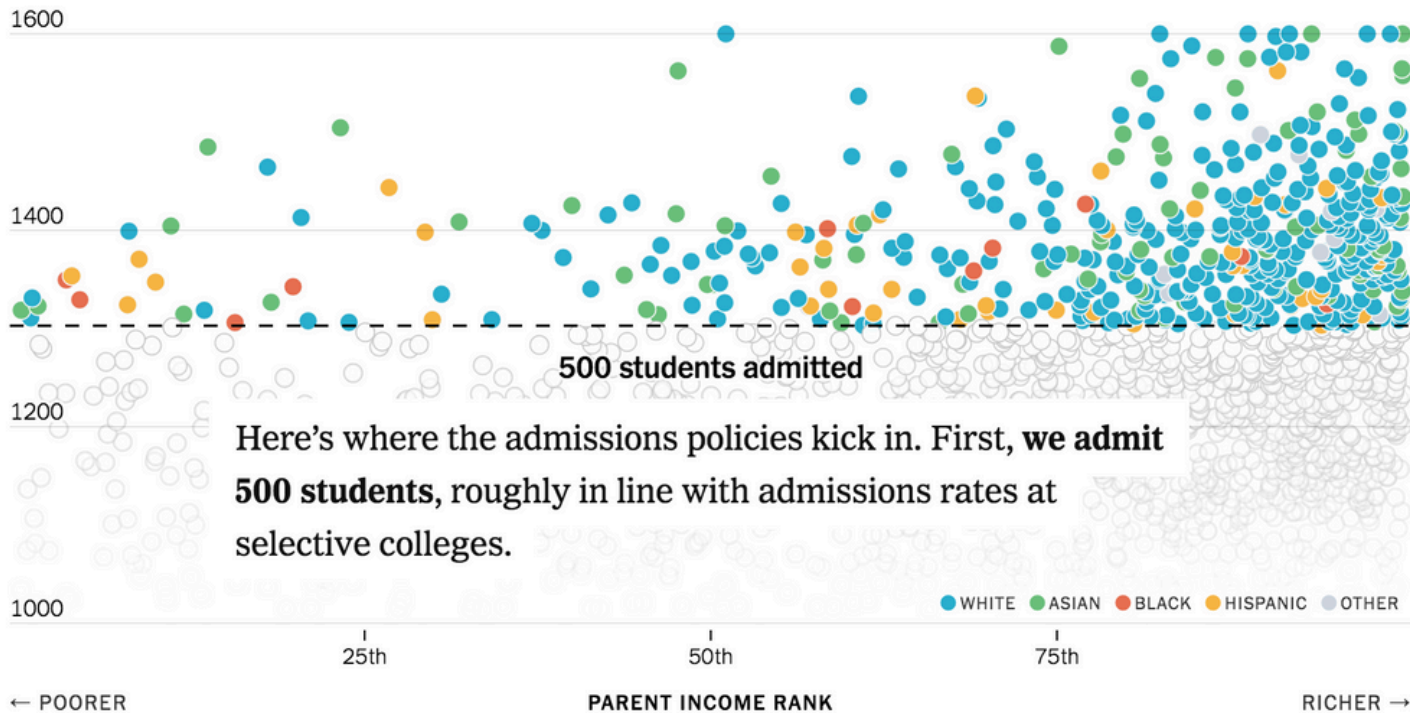 1600
1400
500 students admitted
1200
Here’s where the admissions policies kick in. First, we admit
500 students, roughly in line with admissions rates at
selective colleges.
1000
WHITE ASIAN BLACK HISPANIC OTHER
25th 50th 75th
← POORER PARENT INCOME RANK RICHER →